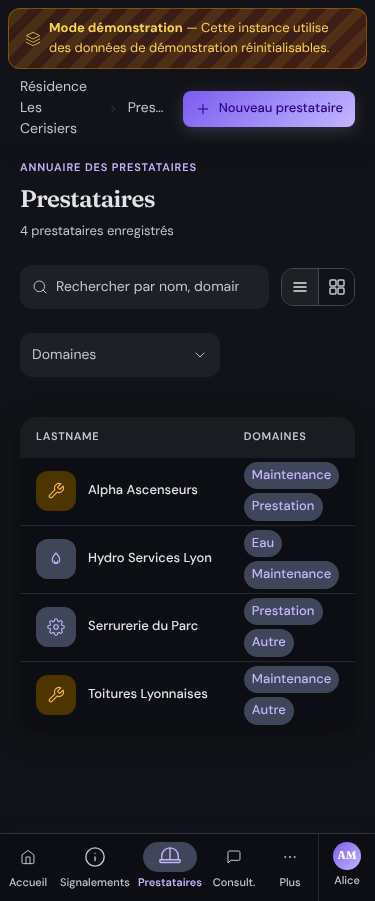 Mode démonstration — Cette instance utilise
des données de démonstration réinitialisables.
Résidence
Les
Cerisiers
Pres...
Nouveau prestataire
ANNUAIRE DES PRESTATAIRES
Prestataires
4 prestataires enregistrés
Rechercher par nom, domair
Domaines
LASTNAME
DOMAINES
Alpha Ascenseurs
Maintenance
Prestation
Hydro Services Lyon
Eau
Maintenance
Serrurerie du Parc
Prestation
Autre
Toitures Lyonnaises
Maintenance
Autre
Accueil
Signalements
Prestataires
Consult.
Plus
AM
Alice